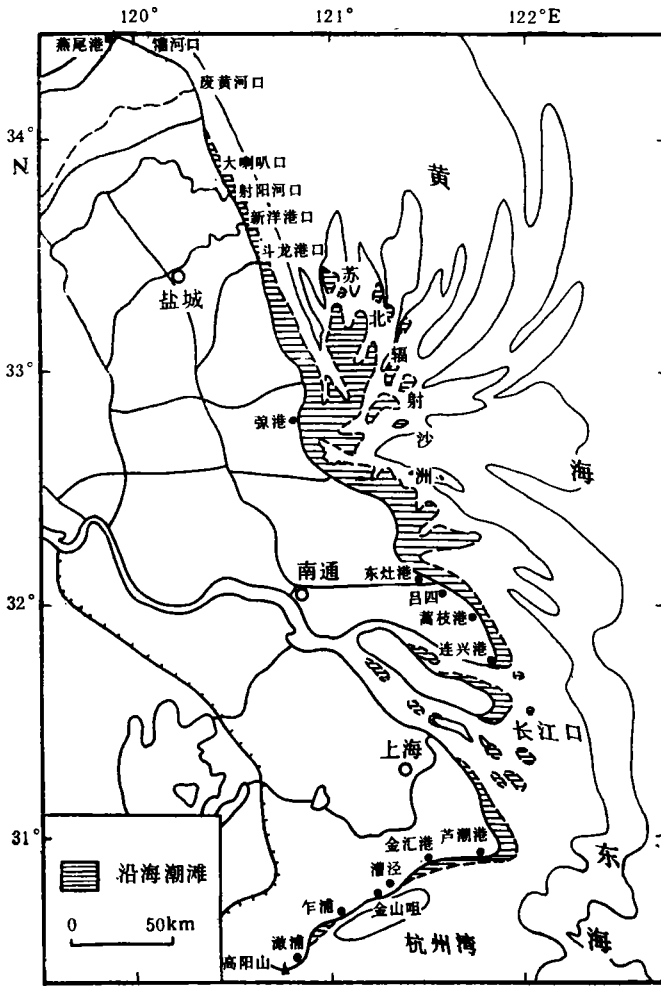 120°
121°
122°E
燕尾港
灌河口
废黄河口
34°
N
大喇叭口
黄
射阳河口
新洋港口
斗龙港口
苏
盐城
北
辐
33°
射
弶港
沙
洲
海
南通
东灶港
吕四
32°
蒿枝港
连兴港
长江口
上海
31°
金汇港
芦潮港
东
沿海潮滩
漕泾
0
50km
乍浦
金山咀
海
澉浦
杭州湾
高阳山